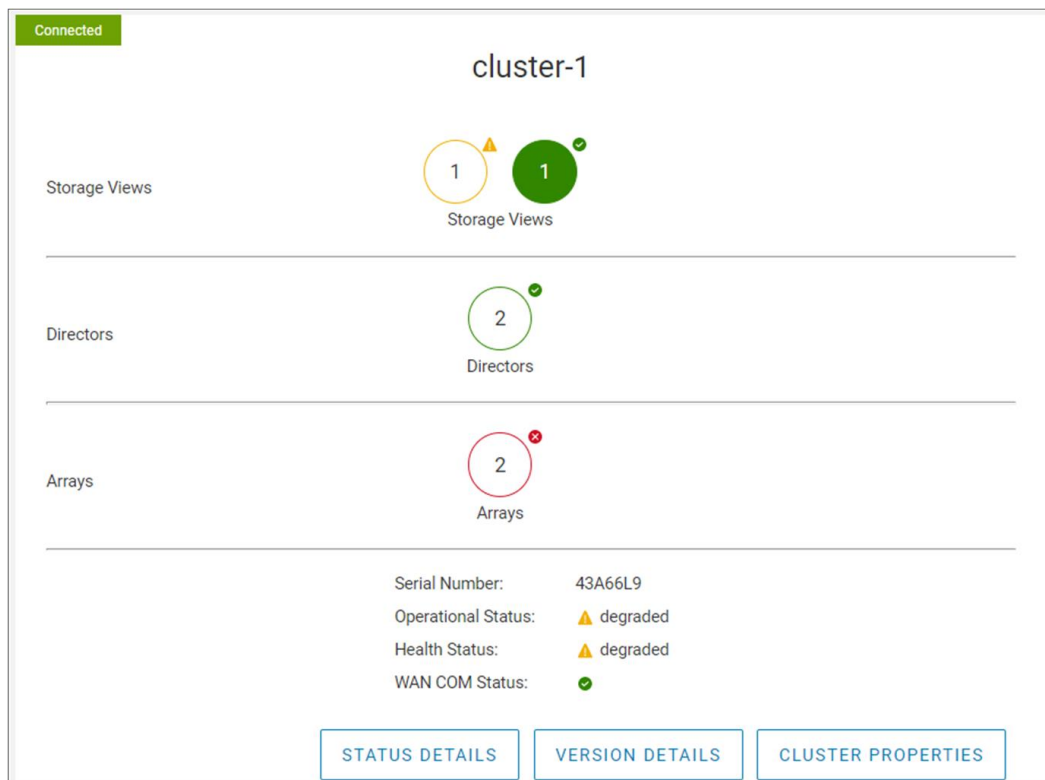 Connected
cluster-1
1 1
Storage Views
Storage Views
2
Directors
Directors
2
Arrays
Arrays
Serial Number: 43A66L9
Operational Status: degraded
Health Status: degraded
WAN COM Status:
STATUS DETAILS VERSION DETAILS CLUSTER PROPERTIES